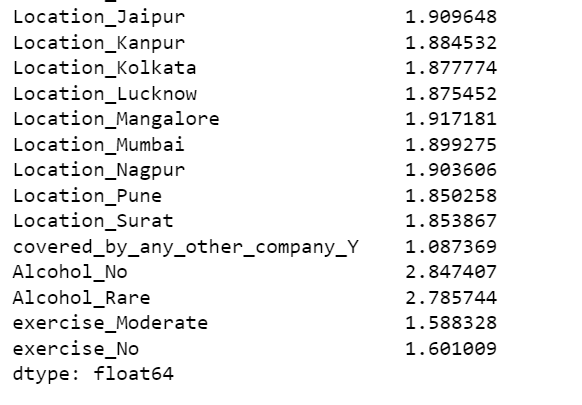 Location_Jaipur 1.909648
Location_Kanpur 1.884532
Location_Kolkata 1.877774
Location_Lucknow 1.875452
Location_Mangalore 1.917181
Location_Mumbai 1.899275
Location_Nagpur 1.903606
Location_Pune 1.850258
Location_Surat 1.853867
covered_by_any_other_company_Y 1.087369
Alcohol_No 2.847407
Alcohol_Rare 2.785744
exercise_Moderate 1.588328
exercise_No 1.601009
dtype: float64